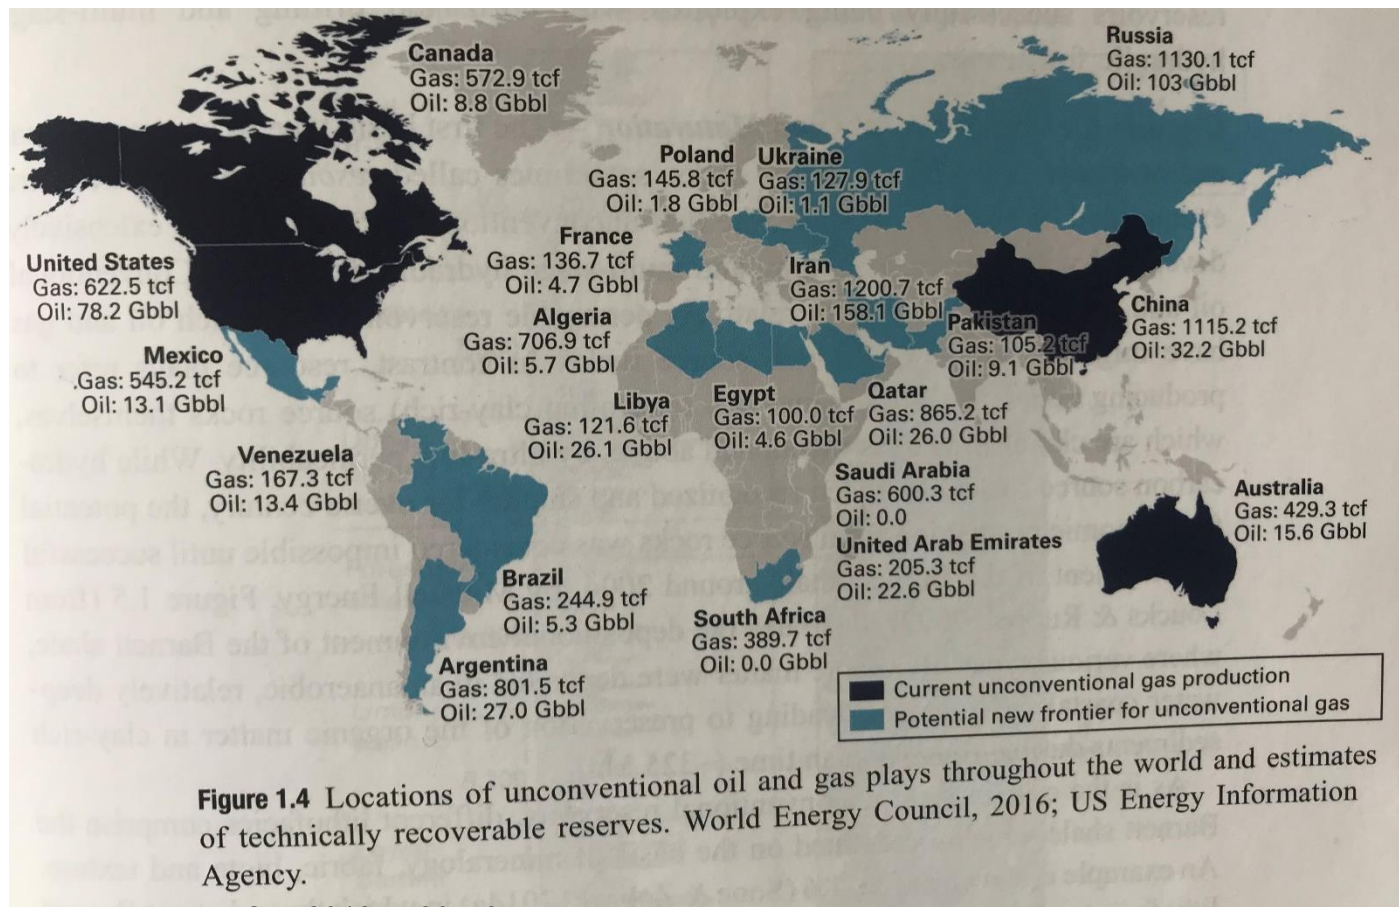 Canada
Gas: 572.9 tcf
Oil: 8.8 Gbbl
Russia
Gas: 1130.1 tcf
Oil: 103 Gbbl
Poland
Gas: 145.8 tcf
Oil: 1.8 Gbbl
Ukraine
Gas: 127.9 tcf
Oil: 1.1 Gbbl
France
Gas: 136.7 tcf
Oil: 4.7 Gbbl
United States
Gas: 622.5 tcf
Oil: 78.2 Gbbl
Iran
Gas: 1200.7 tcf
Oil: 158.1 Gbbl
China
Gas: 1115.2 tcf
Oil: 32.2 Gbbl
Pakistan
Gas: 105.2 tcf
Oil: 9.1 Gbbl
Algeria
Gas: 706.9 tcf
Oil: 5.7 Gbbl
Mexico
Gas: 545.2 tcf
Oil: 13.1 Gbbl
Libya
Gas: 121.6 tcf
Oil: 26.1 Gbbl
Egypt
Gas: 100.0 tcf
Oil: 4.6 Gbbl
Qatar
Gas: 865.2 tcf
Oil: 26.0 Gbbl
Venezuela
Gas: 167.3 tcf
Oil: 13.4 Gbbl
Saudi Arabia
Gas: 600.3 tcf
Oil: 0.0
Australia
Gas: 429.3 tcf
Oil: 15.6 Gbbl
United Arab Emirates
Gas: 205.3 tcf
Oil: 22.6 Gbbl
Brazil
Gas: 244.9 tcf
Oil: 5.3 Gbbl
South Africa
Gas: 389.7 tcf
Oil: 0.0 Gbbl
Argentina
Gas: 801.5 tcf
Oil: 27.0 Gbbl
Current unconventional gas production
Potential new frontier for unconventional gas
Figure 1.4 Locations of unconventional oil and gas plays throughout the world and estimates
of technically recoverable reserves. World Energy Council, 2016; US Energy Information
Agency.